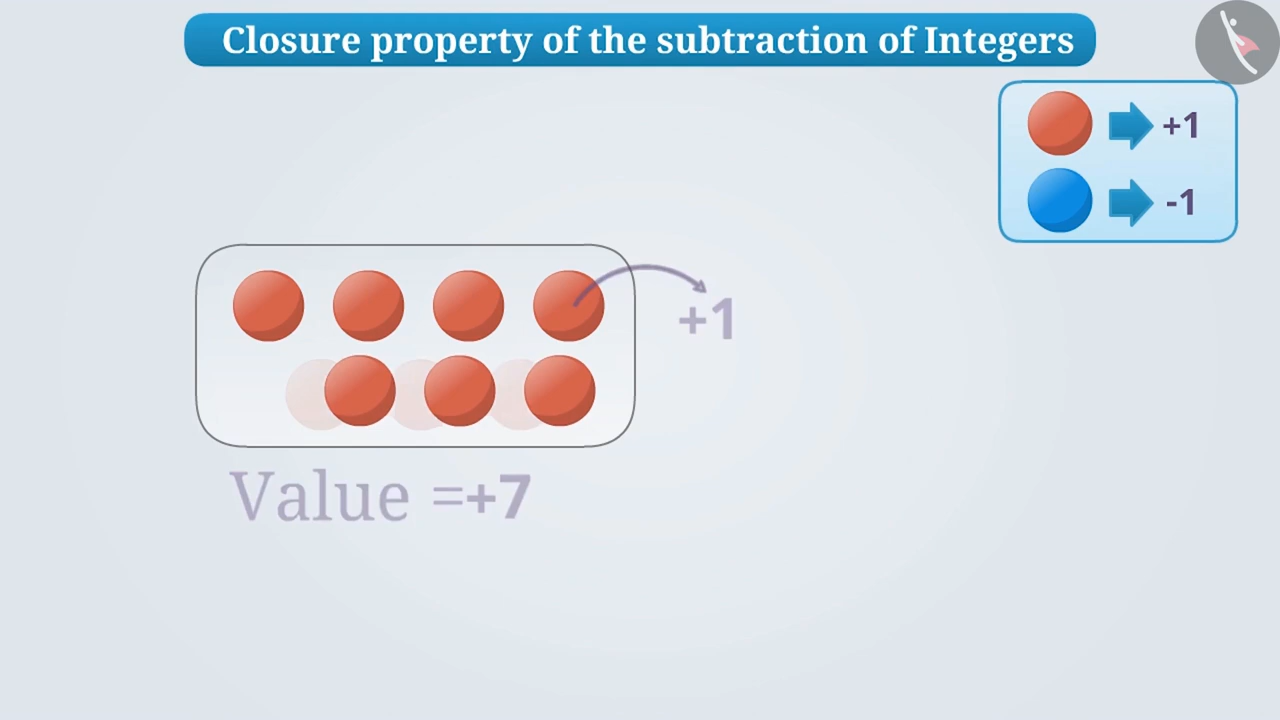 Closure property of the subtraction of Integers
+1
-1
+1
Value =+7